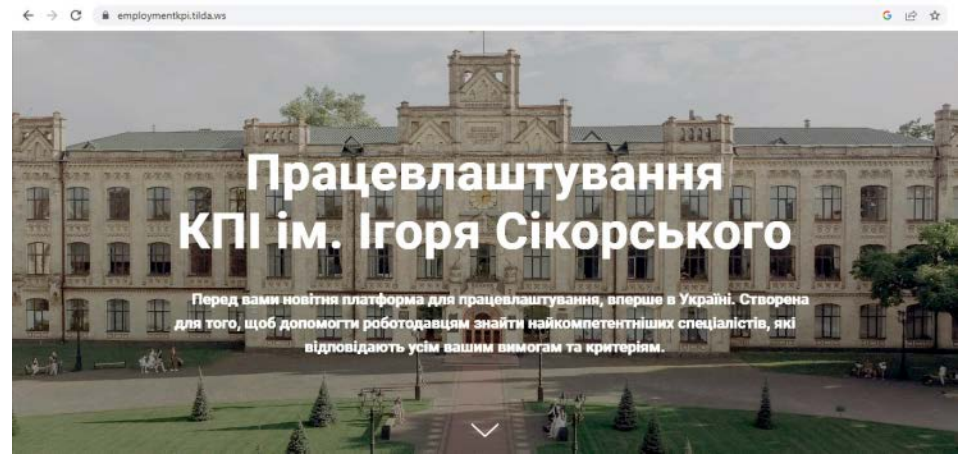 employmentkpi.tilda.ws
Працевлаштування
КПІ ім. Ігоря Сікорського
Перед вами новітня платформа для працевлаштування, вперше в Україні. Створена
для того, щоб допомогти роботодавцям знайти найкомпетентніших спеціалістів, які
відповідають усім вашим вимогам та критеріям.